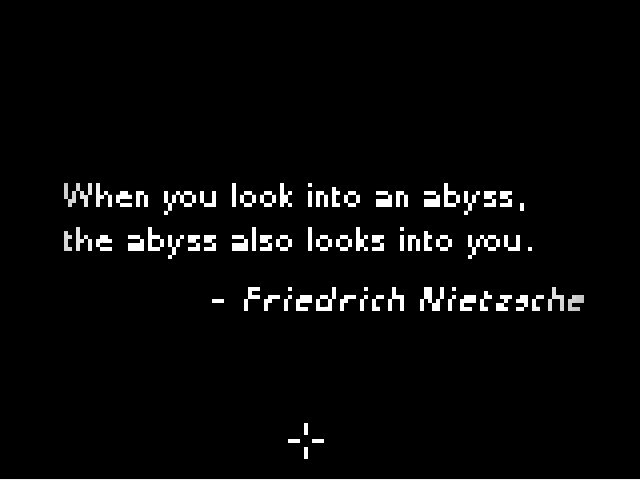 When you look into an abyss,
the abyss also looks into you.
- Friedrich Nietzsche